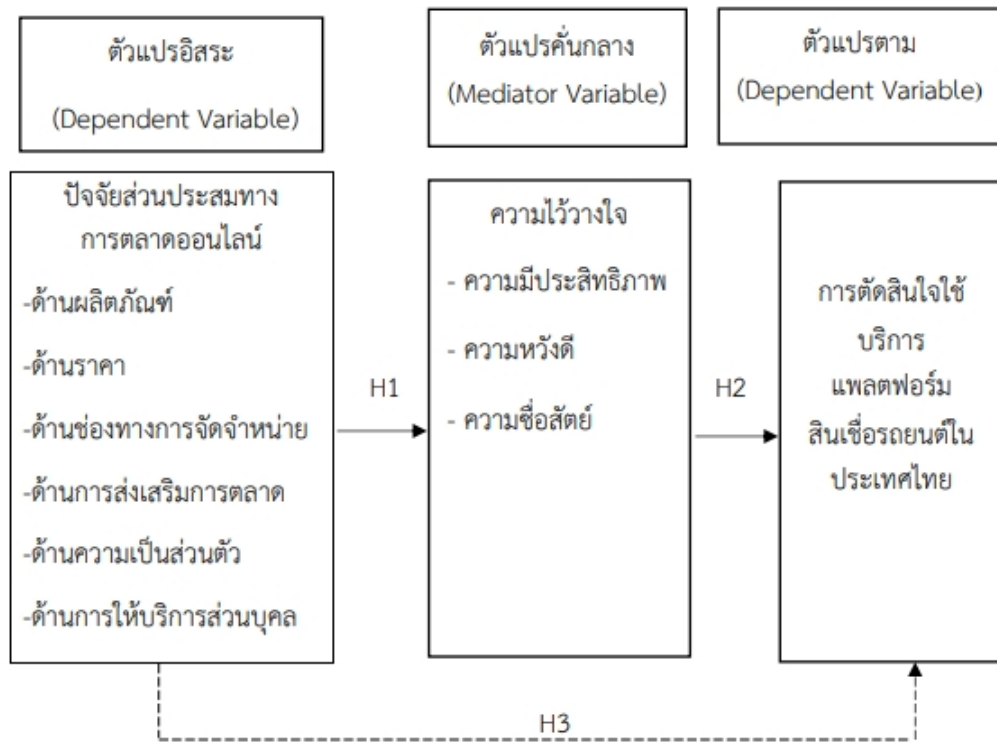 ตัวแปรอิสระ
(Dependent Variable)
ตัวแปรคั่นกลาง
(Mediator Variable)
ตัวแปรตาม
(Dependent Variable)
ปัจจัยส่วนประสมทาง
การตลาดออนไลน์
-ด้านผลิตภัณฑ์
-ด้านราคา
-ด้านช่องทางการจัดจำหน่าย
-ด้านการส่งเสริมการตลาด
-ด้านความเป็นส่วนตัว
-ด้านการให้บริการส่วนบุคล
H1
ความไว้วางใจ
- ความมีประสิทธิภาพ
- ความหวังดี
- ความซื่อสัตย์
H2
การตัดสินใจใช้
บริการ
แพลตฟอร์ม
สินเชื่อรถยนต์ใน
ประเทศไทย
H3